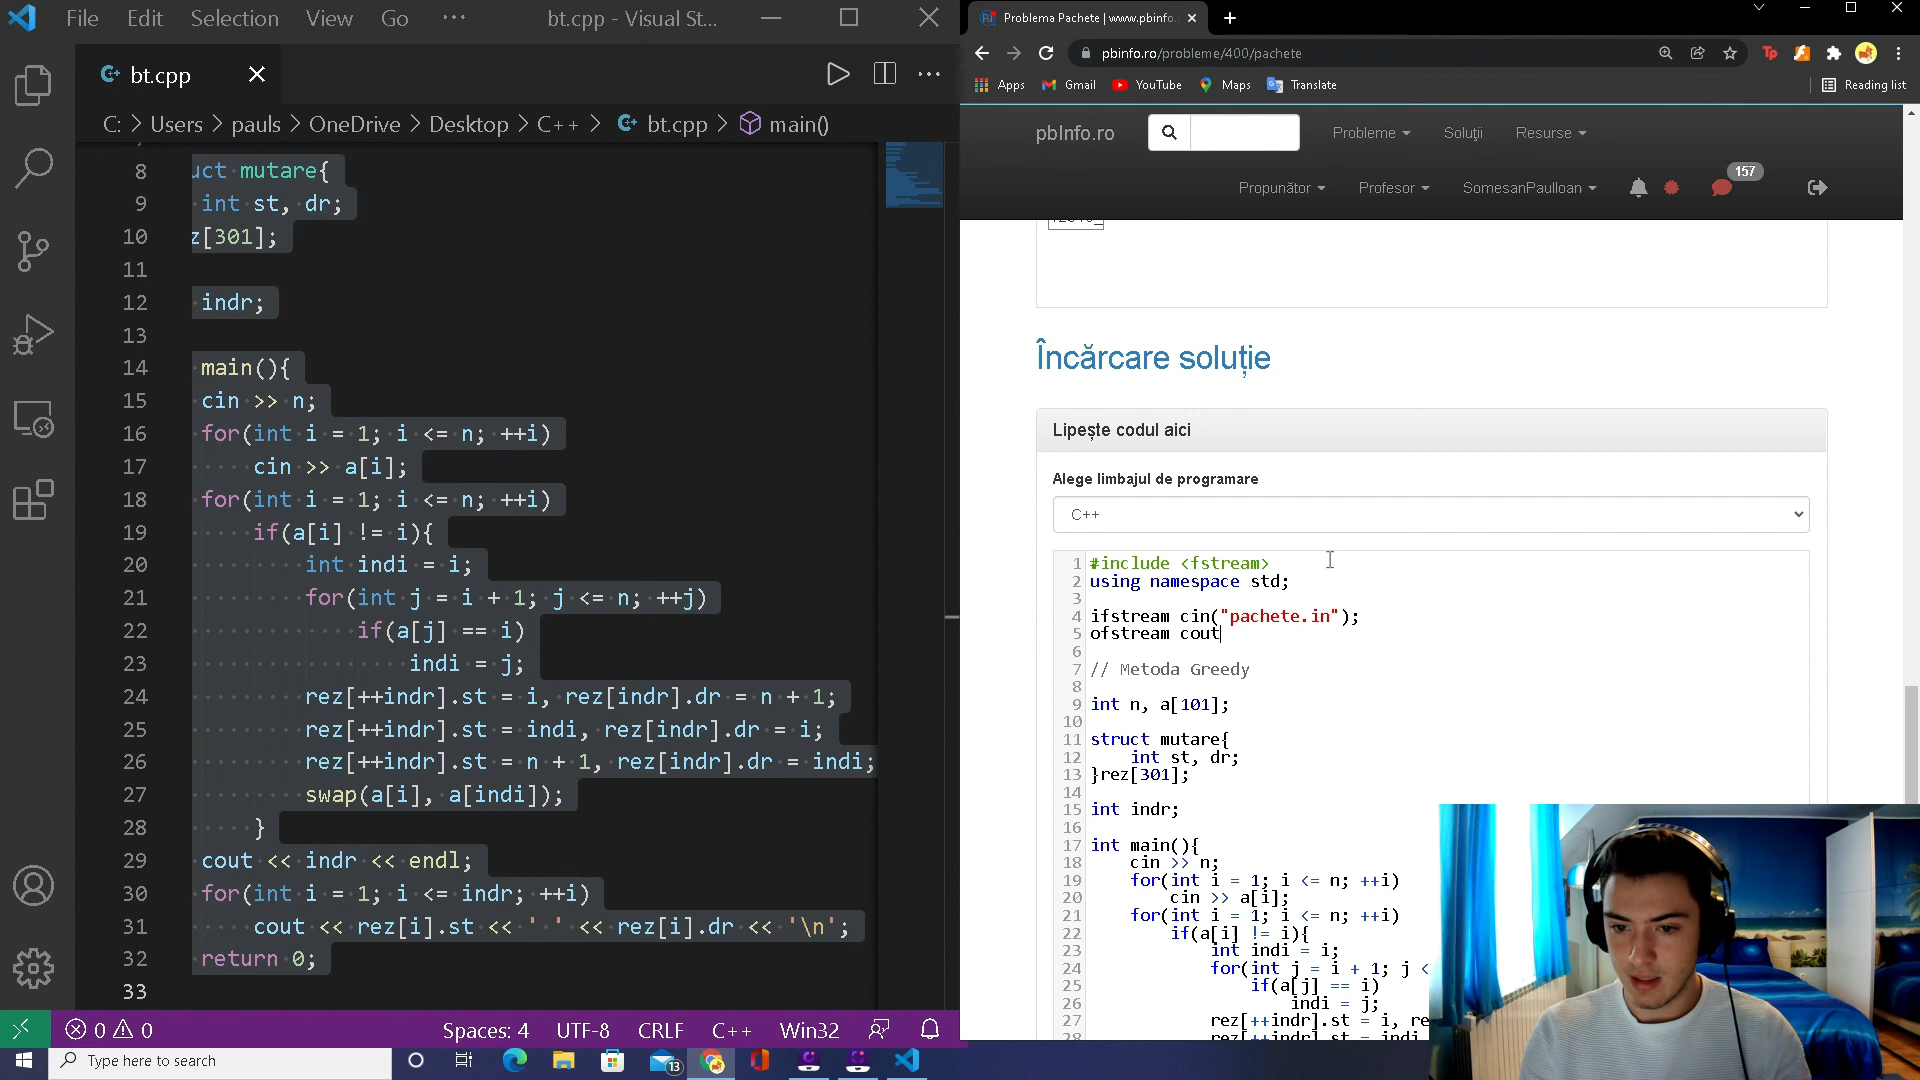 File Edit Selection View Go ··· bt.cpp - Visual St...
bt.cpp
C: > Users > pauls > OneDrive > Desktop > C++ > bt.cpp > main()
8 uct mutare{
9 int st, dr;
10 z[301];
11
12 indr;
13
14 main(){
15 cin >> n;
16 for(int i = 1; i <= n; ++i)
17 cin >> a[i];
18 for(int i = 1; i <= n; ++i)
19 if(a[i] != i){
20 int indi = i;
21 for(int j = i + 1; j <= n; ++j)
22 if(a[j] == i)
23 indi = j;
24 rez[++indr].st = i, rez[indr].dr = n + 1;
25 rez[++indr].st = indi, rez[indr].dr = i;
26 rez[++indr].st = n + 1, rez[indr].dr = indi;
27 swap(a[i], a[indi]);
28 }
29 cout << indr << endl;
30 for(int i = 1; i <= indr; ++i)
31 cout << rez[i].st << ' ' << rez[i].dr << '\n';
32 return 0;
33
0 0 Spaces: 4 UTF-8 CRLF C++ Win32
Type here to search
13
Problema Pachete | www.pbinfo.
pbinfo.ro/probleme/400/pachete
Apps Gmail YouTube Maps Translate Reading list
pbInfo.ro Probleme Soluții Resurse
Propunător Profesor SomesanPaulIoan 157
Încărcare soluție
Lipește codul aici
Alege limbajul de programare
C++
1 #include <fstream>
2 using namespace std;
3
4 ifstream cin("pachete.in");
5 ofstream cout
6
7 // Metoda Greedy
8
9 int n, a[101];
10
11 struct mutare{
12 int st, dr;
13 }rez[301];
14
15 int indr;
16
17 int main(){
18 cin >> n;
19 for(int i = 1; i <= n; ++i)
20 cin >> a[i];
21 for(int i = 1; i <= n; ++i)
22 if(a[i] != i){
23 int indi = i;
24 for(int j = i + 1; j <
25 if(a[j] == i)
26 indi = j;
27 rez[++indr].st = i, re
28 rez[++indr].st = indi